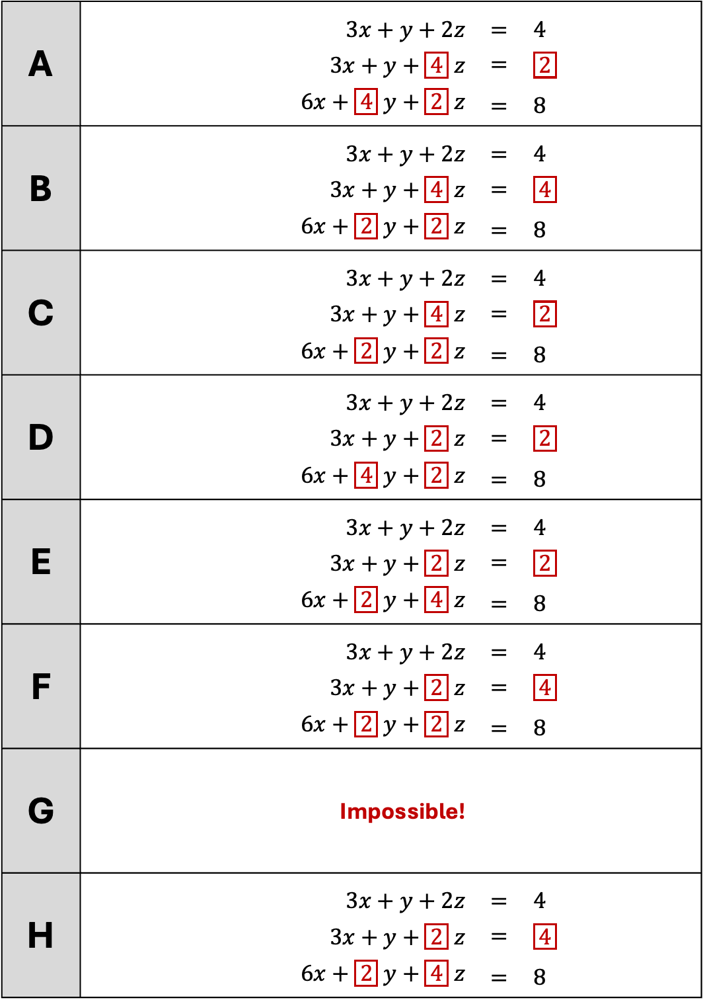 A
3x + y + 2z = 4
3x + y + 4 z = 2
6x + 4 y + 2 z = 8
B
3x + y + 2z = 4
3x + y + 4 z = 4
6x + 2 y + 2 z = 8
C
3x + y + 2z = 4
3x + y + 4 z = 2
6x + 2 y + 2 z = 8
D
3x + y + 2z = 4
3x + y + 2 z = 2
6x + 4 y + 2 z = 8
E
3x + y + 2z = 4
3x + y + 2 z = 2
6x + 2 y + 4 z = 8
F
3x + y + 2z = 4
3x + y + 2 z = 4
6x + 2 y + 2 z = 8
G
Impossible!
H
3x + y + 2z = 4
3x + y + 2 z = 4
6x + 2 y + 4 z = 8